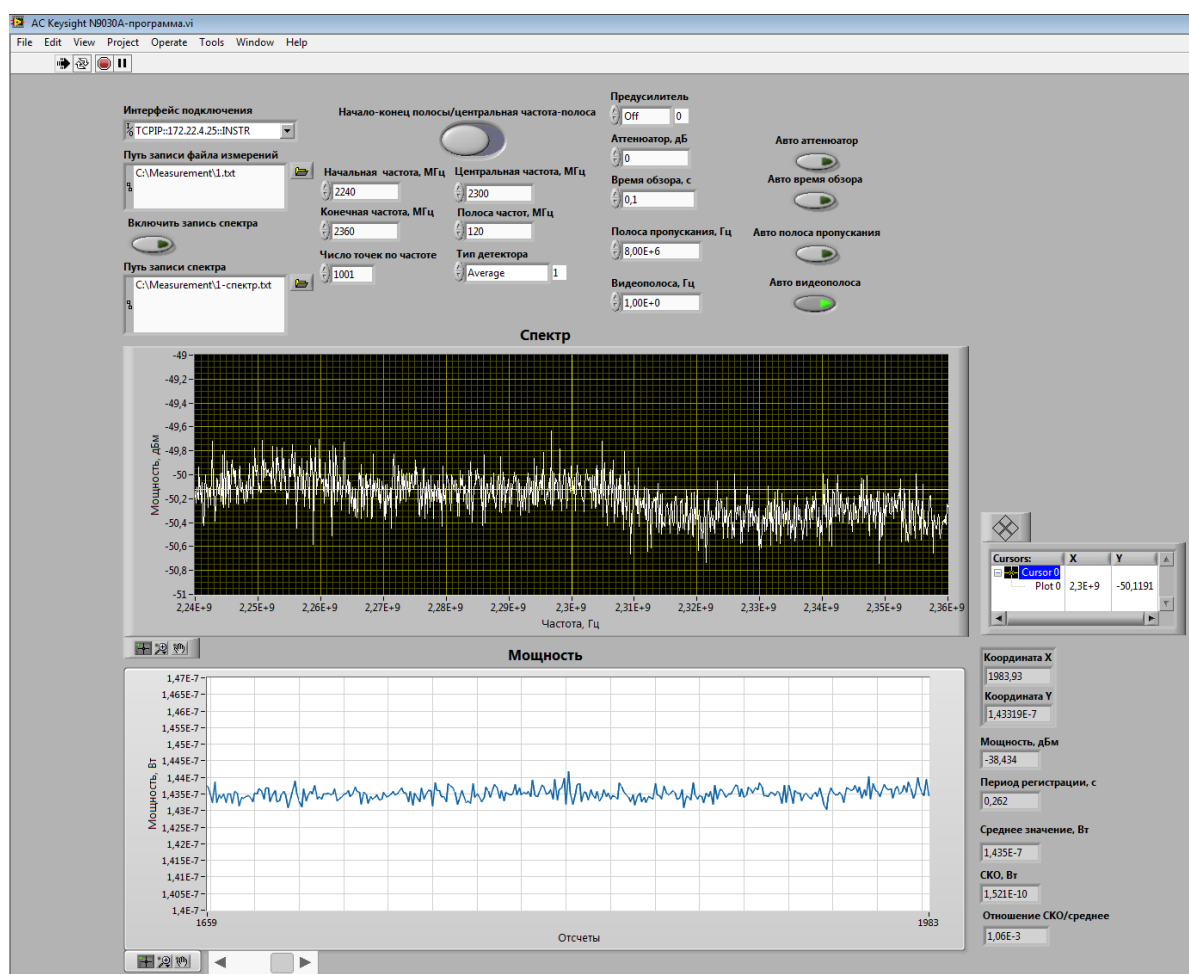 AC Keysight N9030A-программа.vi
File Edit View Project Operate Tools Window Help
Интерфейс подключения
TCPIP::172.22.4.25::INSTR
Путь записи файла измерений
C:\Measurement\1.txt
Включить запись спектра
Путь записи спектра
C:\Measurement\1-спектр.txt
Начало-конец полосы/центральная частота-полоса
Начальная частота, МГц
2240
Центральная частота, МГц
2300
Конечная частота, МГц
2360
Полоса частот, МГц
120
Число точек по частоте
1001
Тип детектора
Average 1
Предусилитель
Off 0
Аттенюатор, дБ
0
Время обзора, с
0,1
Полоса пропускания, Гц
8,00E+6
Видеополоса, Гц
1,00E+0
Авто аттенюатор
Авто время обзора
Авто полоса пропускания
Авто видеополоса
Спектр
Мощность, дБм
-49
-49,2
-49,4
-49,6
-49,8
-50
-50,2
-50,4
-50,6
-50,8
-51
2,24E+9 2,25E+9 2,26E+9 2,27E+9 2,28E+9 2,29E+9 2,3E+9 2,31E+9 2,32E+9 2,33E+9 2,34E+9 2,35E+9 2,36E+9
Частота, Гц
Cursors: X Y
Cursor 0
Plot 0 2,3E+9 -50,1191
Мощность
Мощность, Вт
1,47E-7
1,465E-7
1,46E-7
1,455E-7
1,45E-7
1,445E-7
1,44E-7
1,435E-7
1,43E-7
1,425E-7
1,42E-7
1,415E-7
1,41E-7
1,405E-7
1,4E-7
1659 1983
Отсчеты
Координата X
1983,93
Координата Y
1,43319E-7
Мощность, дБм
-38,434
Период регистрации, с
0,262
Среднее значение, Вт
1,435E-7
СКО, Вт
1,521E-10
Отношение СКО/среднее
1,06E-3